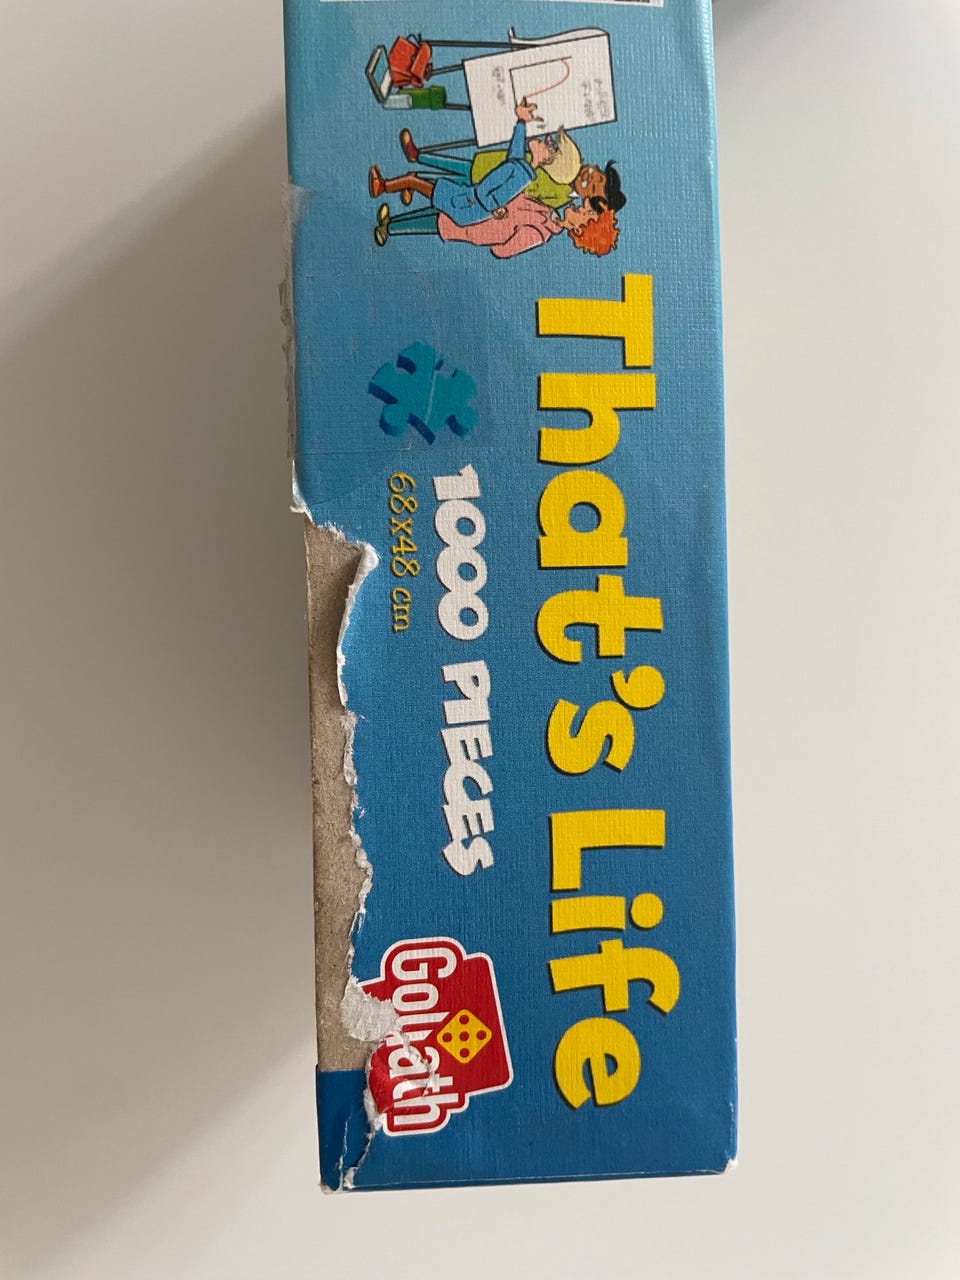 That's Life
1000 PIECES
68x48 cm
Goliath